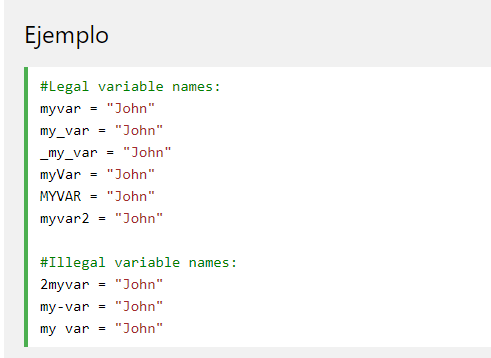 Ejemplo
#Legal variable names:
myvar = "John"
my_var = "John"
_my_var = "John"
myVar = "John"
MYVAR = "John"
myvar2 = "John"
#Illegal variable names:
2myvar = "John"
my-var = "John"
my var = "John"